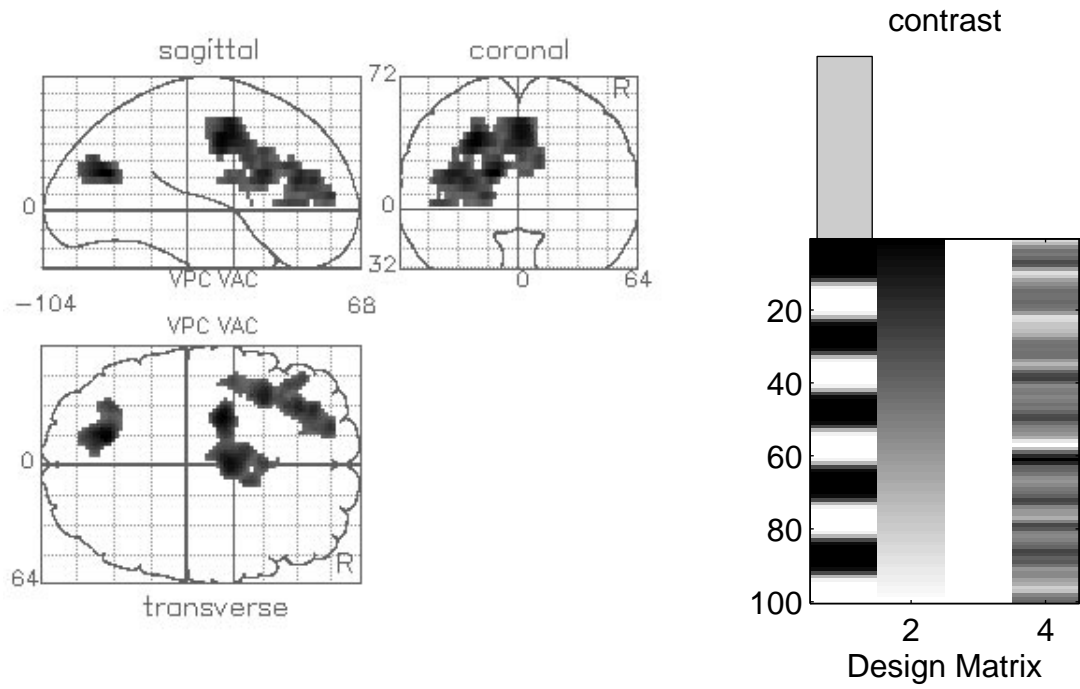 contrast
sagittal
coronal
72
R
0
0
32
VPC VAC
0
64
−104
68
VPC VAC
0
R
64
transverse
20
40
60
80
100
2
4
Design Matrix